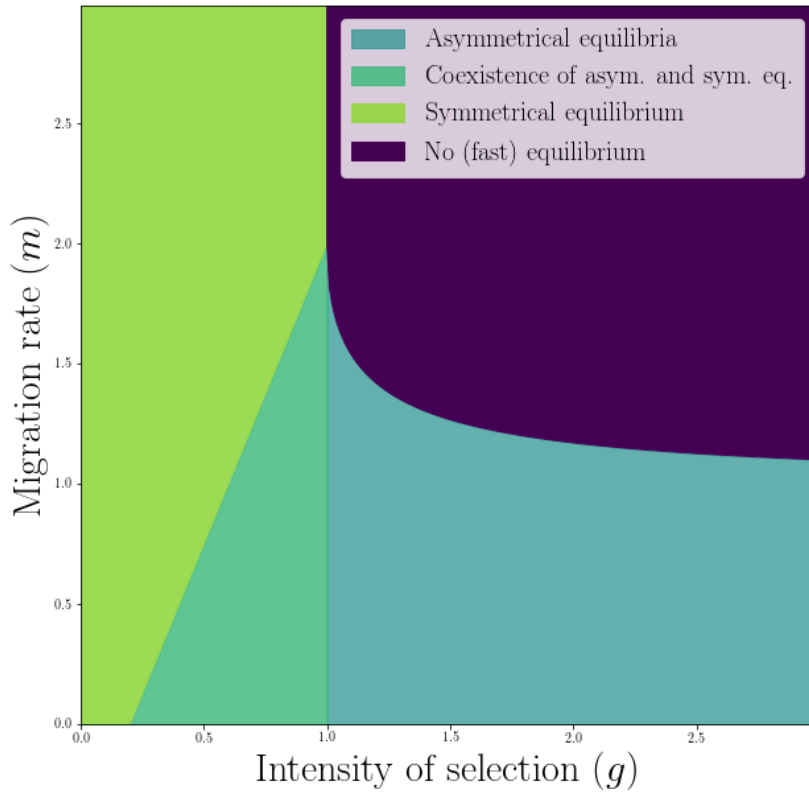 Asymmetrical equilibria
Coexistence of asym. and sym. eq.
Symmetrical equilibrium
No (fast) equilibrium
Migration rate (m)
2.5
2.0
1.5
1.0
0.5
0.0
0.0 0.5 1.0 1.5 2.0 2.5
Intensity of selection (g)